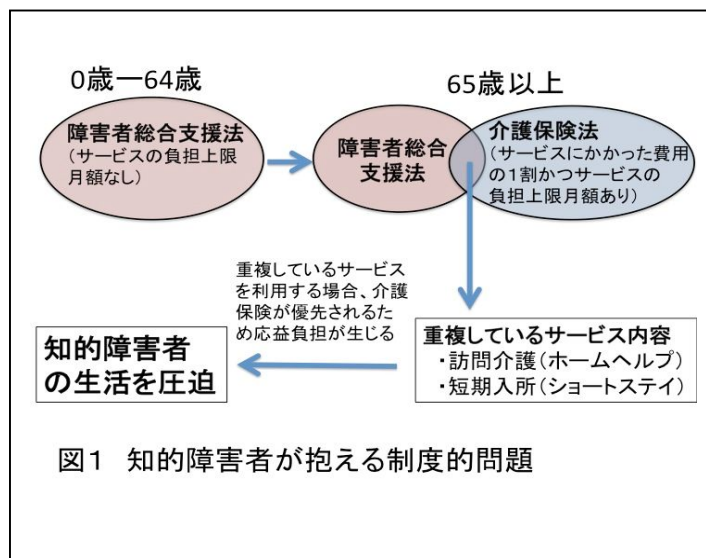 0歳ー64歳
65歳以上
障害者総合支援法
(サービスの負担上限
月額なし)
障害者総合
支援法
介護保険法
(サービスにかかった費用
の1割かつサービスの
負担上限月額あり)
重複しているサービス
を利用する場合、介護
保険が優先されるた
め応益負担が生じる
知的障害者
の生活を圧迫
重複しているサービス内容
・訪問介護(ホームヘルプ)
・短期入所(ショートステイ)
図1 知的障害者が抱える制度的問題